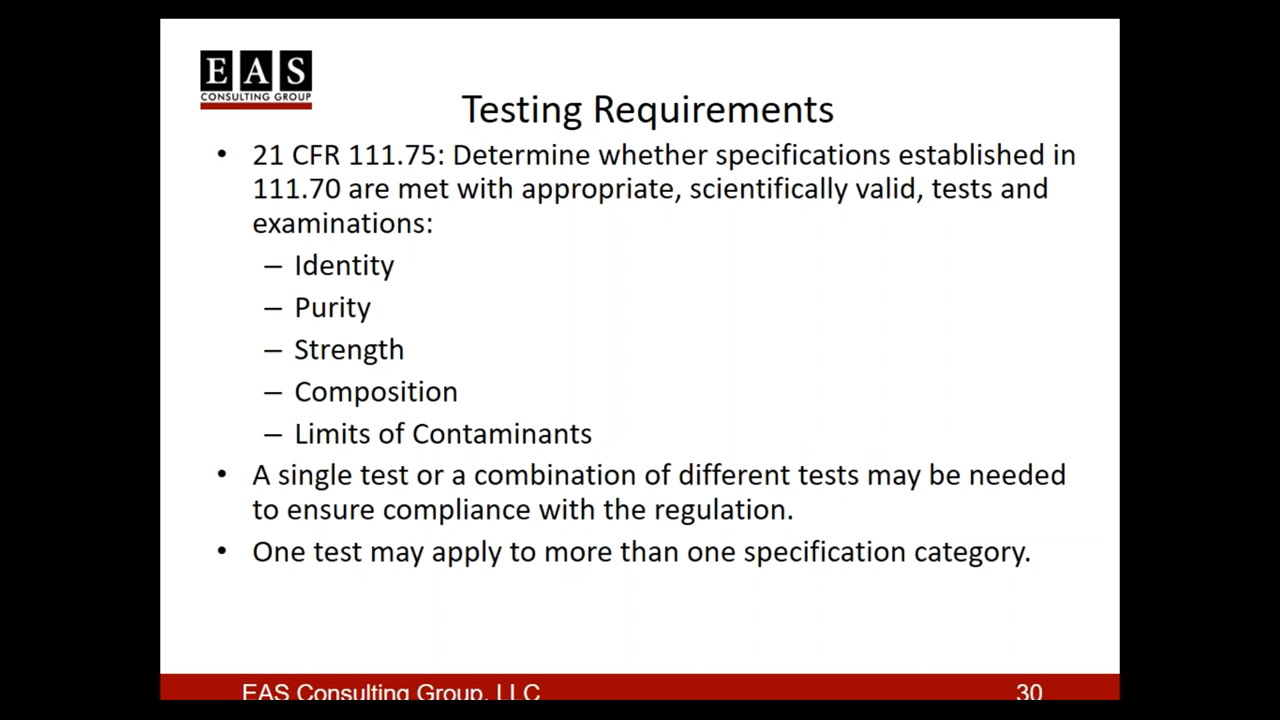 EAS
CONSULTING GROUP
Testing Requirements
• 21 CFR 111.75: Determine whether specifications established in
111.70 are met with appropriate, scientifically valid, tests and
examinations:
– Identity
– Purity
– Strength
– Composition
– Limits of Contaminants
• A single test or a combination of different tests may be needed
to ensure compliance with the regulation.
• One test may apply to more than one specification category.
EAS Consulting Group, LLC
30